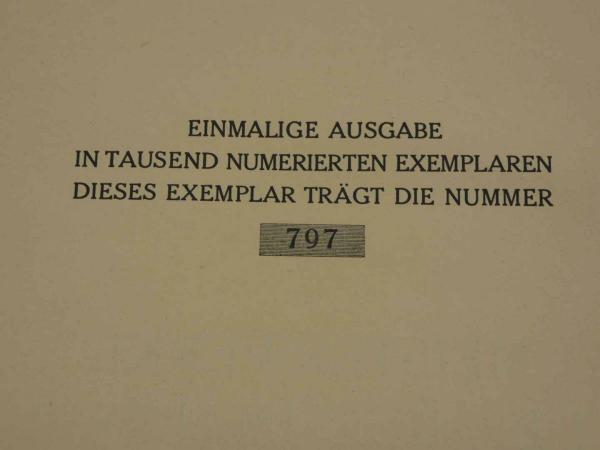 EINMALIGE AUSGABE
IN TAUSEND NUMERIERTEN EXEMPLAREN
DIESES EXEMPLAR TRÄGT DIE NUMMER
797